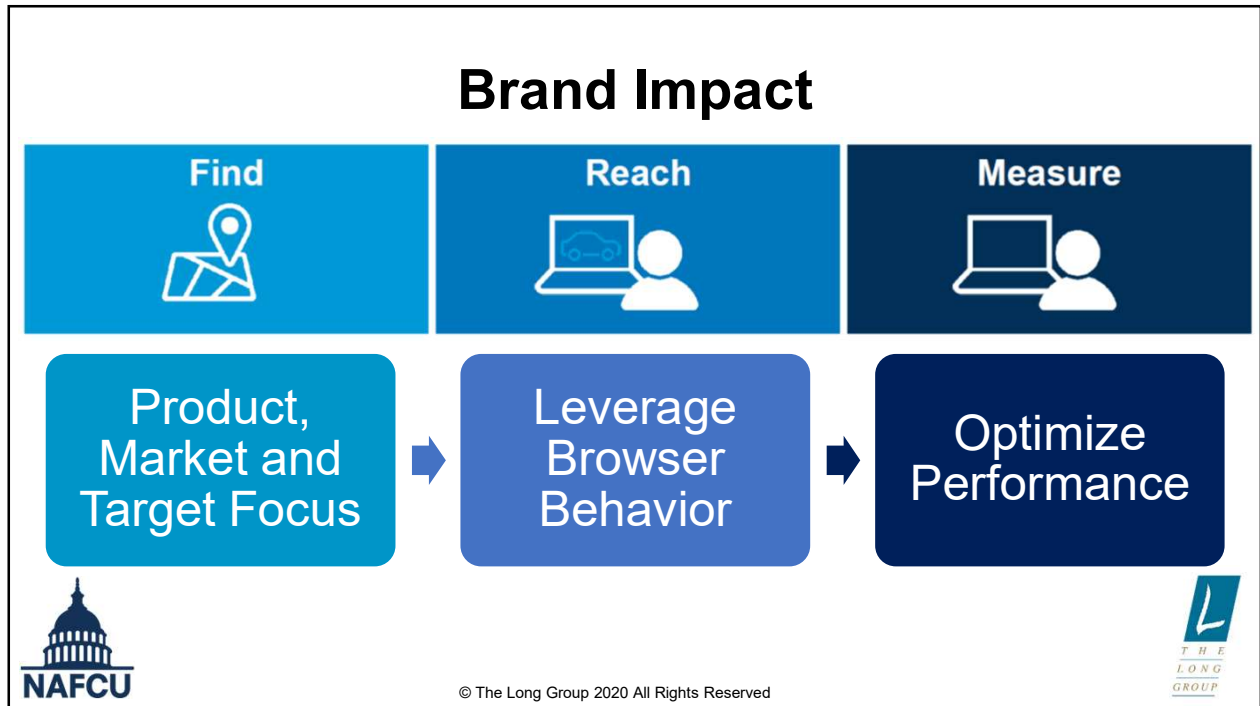 Brand Impact
Find
Reach
Measure
Product,
Market and
Target Focus
Leverage
Browser
Behavior
Optimize
Performance
NAFCU
© The Long Group 2020 All Rights Reserved
L
THE
LONG
GROUP